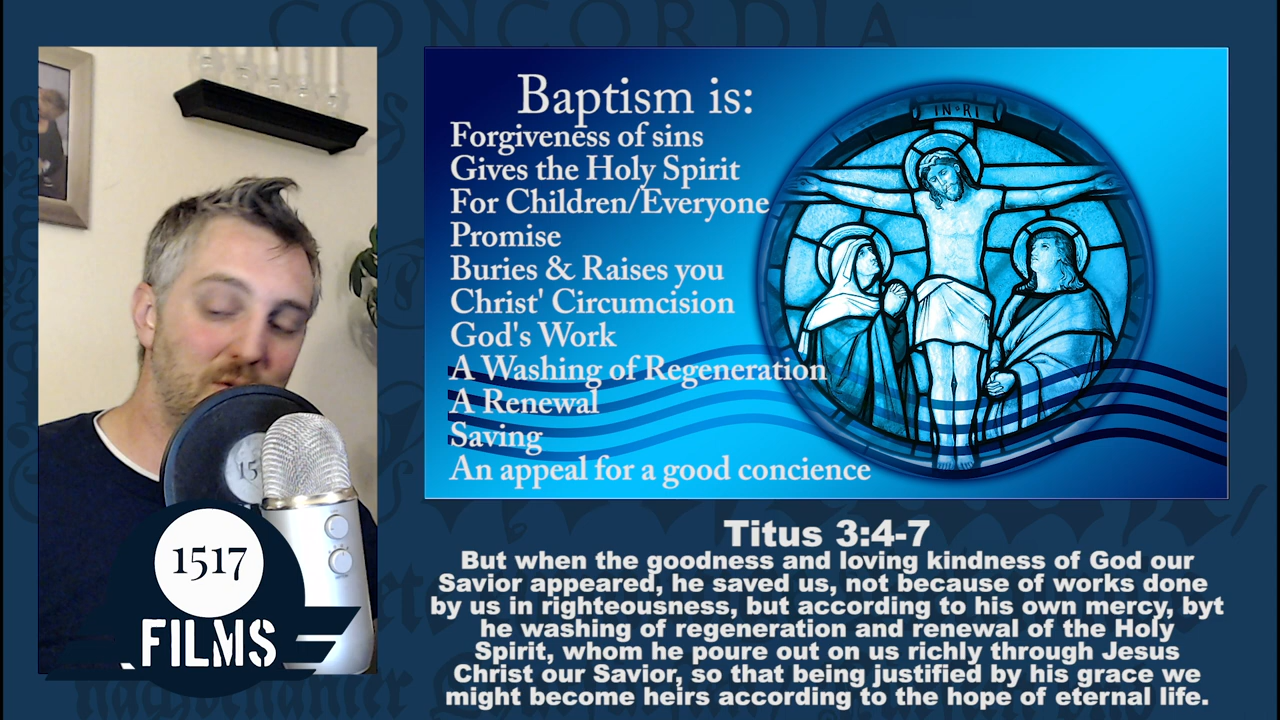 CONCORDIA
Baptism is:
Forgiveness of sins
Gives the Holy Spirit
For Children/Everyone
Promise
Buries & Raises you
Christ' Circumcision
God's Work
A Washing of Regeneration
A Renewal
Saving
An appeal for a good concience
IN RI
15
1517
FILMS
Titus 3:4-7
But when the goodness and loving kindness of God our
Savior appeared, he saved us, not because of works done
by us in righteousness, but according to his own mercy, byt
he washing of regeneration and renewal of the Holy
Spirit, whom he poure out on us richly through Jesus
Christ our Savior, so that being justified by his grace we
might become heirs according to the hope of eternal life.